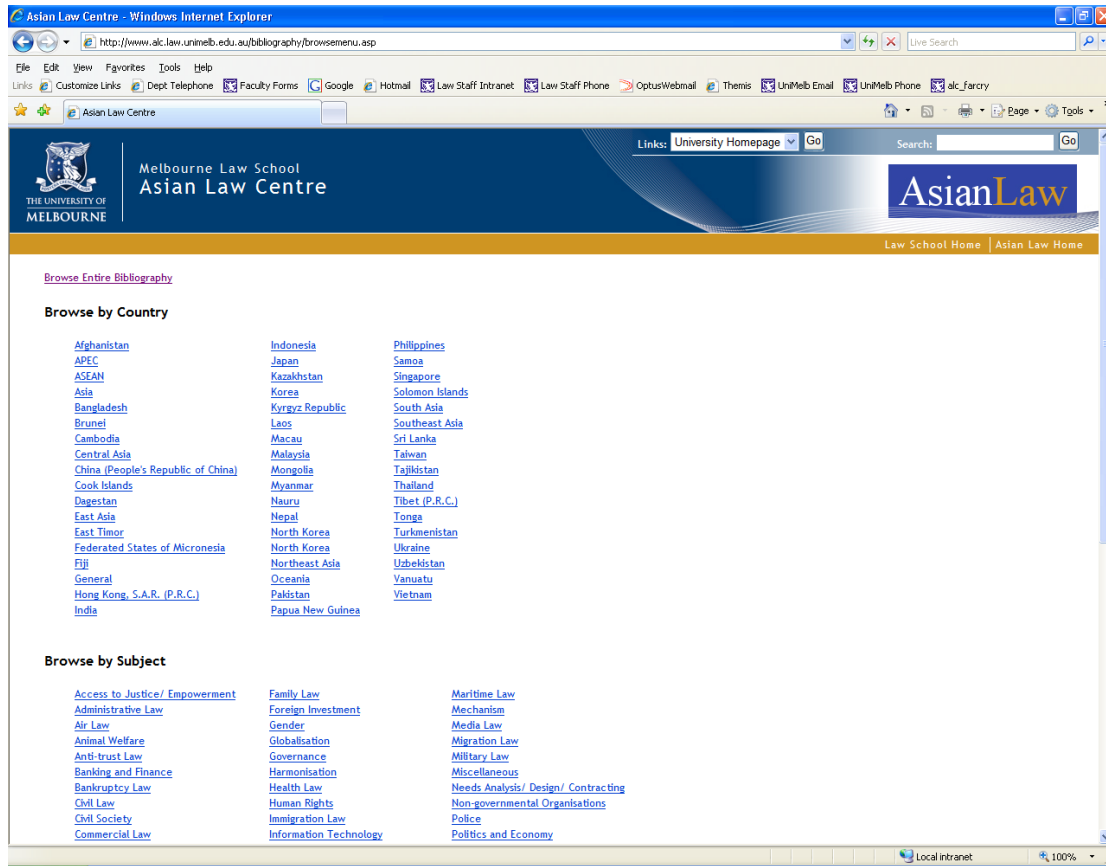 Asian Law Centre - Windows Internet Explorer
http://www.alc.law.unimelb.edu.au/bibliography/browsemenu.asp
Live Search
File Edit View Favorites Tools Help
Links Customize Links Dept Telephone Faculty Forms Google Hotmail Law Staff Intranet Law Staff Phone OptusWebmail Themis UniMelb Email UniMelb Phone alc_farcry
Asian Law Centre
Page Tools
Links: University Homepage Go Search: Go
Melbourne Law School
Asian Law Centre
THE UNIVERSITY OF
MELBOURNE
AsianLaw
Law School Home | Asian Law Home
Browse Entire Bibliography
Browse by Country
Afghanistan
APEC
ASEAN
Asia
Bangladesh
Brunei
Cambodia
Central Asia
China (People's Republic of China)
Cook Islands
Dagestan
East Asia
East Timor
Federated States of Micronesia
Fiji
General
Hong Kong, S.A.R. (P.R.C.)
India
Indonesia
Japan
Kazakhstan
Korea
Kyrgyz Republic
Laos
Macau
Malaysia
Mongolia
Myanmar
Nauru
Nepal
North Korea
North Korea
Northeast Asia
Oceania
Pakistan
Papua New Guinea
Philippines
Samoa
Singapore
Solomon Islands
South Asia
Southeast Asia
Sri Lanka
Taiwan
Tajikistan
Thailand
Tibet (P.R.C.)
Tonga
Turkmenistan
Ukraine
Uzbekistan
Vanuatu
Vietnam
Browse by Subject
Access to Justice/ Empowerment
Administrative Law
Air Law
Animal Welfare
Anti-trust Law
Banking and Finance
Bankruptcy Law
Civil Law
Civil Society
Commercial Law
Family Law
Foreign Investment
Gender
Globalisation
Governance
Harmonisation
Health Law
Human Rights
Immigration Law
Information Technology
Maritime Law
Mechanism
Media Law
Migration Law
Military Law
Miscellaneous
Needs Analysis/ Design/ Contracting
Non-governmental Organisations
Police
Politics and Economy
Local intranet 100%